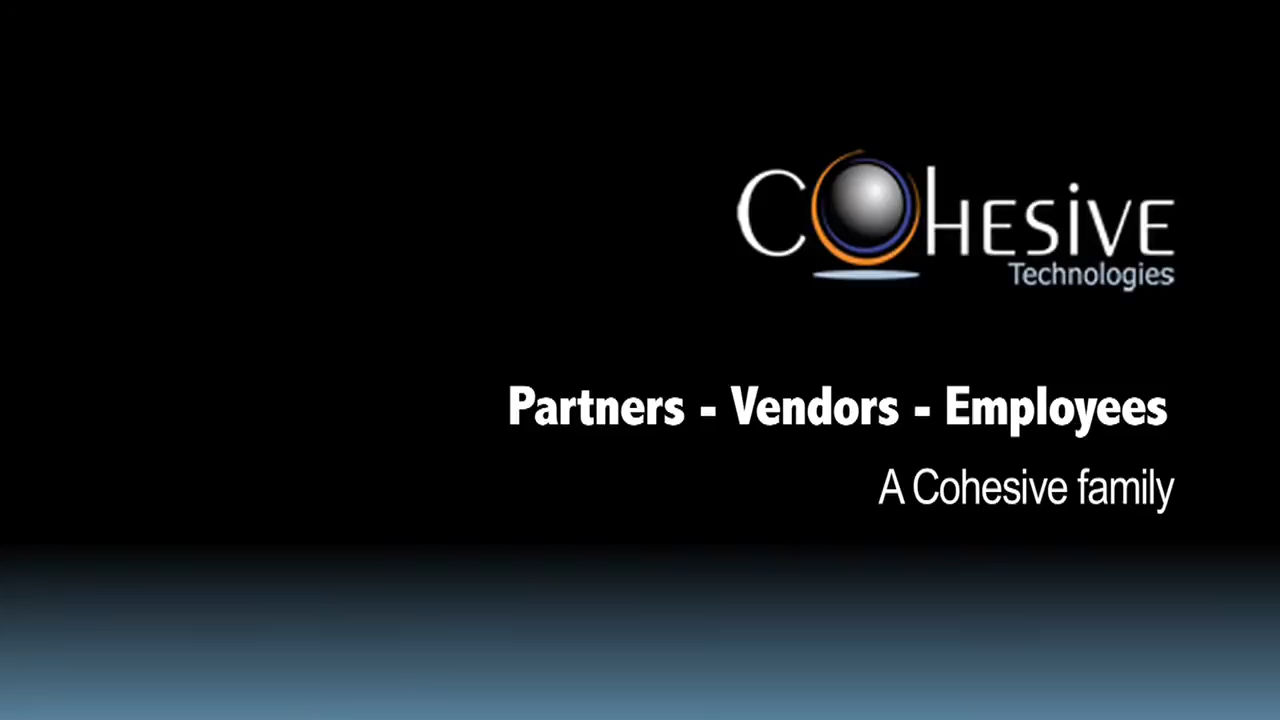 Cohesive
Technologies
Partners - Vendors - Employees
A Cohesive family